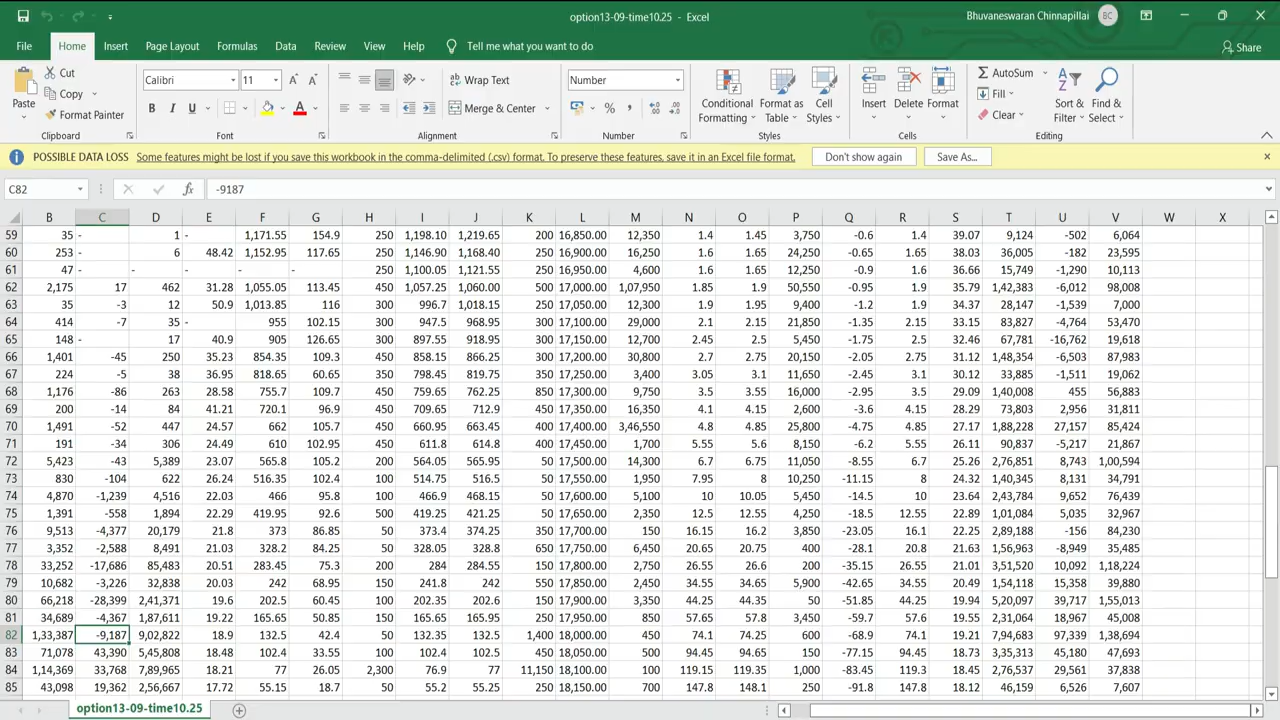 option13-09-time10.25 - Excel
Bhuvaneswaran Chinnapillai BC
File Home Insert Page Layout Formulas Data Review View Help Tell me what you want to do Share
Cut Calibri 11 Wrap Text Number AutoSum
Paste Copy Conditional Format as Cell Insert Delete Format Fill Sort & Find &
Format Painter B I U Merge & Center Formatting Table Styles Clear Filter Select
Clipboard Font Alignment Number Styles Cells Editing
POSSIBLE DATA LOSS Some features might be lost if you save this workbook in the comma-delimited (.csv) format. To preserve these features, save it in an Excel file format. Don't show again Save As...
C82 fx -9187
B C D E F G H I J K L M N O P Q R S T U V W X
59 35 - 1 - 1,171.55 154.9 250 1,198.10 1,219.65 200 16,850.00 12,350 1.4 1.45 3,750 -0.6 1.4 39.07 9,124 -502 6,064
60 253 - 6 48.42 1,152.95 117.65 250 1,146.90 1,168.40 250 16,900.00 16,250 1.6 1.65 24,250 -0.65 1.65 38.03 36,005 -182 23,595
61 47 - - - - - 250 1,100.05 1,121.55 250 16,950.00 4,600 1.6 1.65 12,250 -0.9 1.6 36.66 15,749 -1,290 10,113
62 2,175 17 462 31.28 1,055.05 113.45 450 1,057.25 1,060.00 500 17,000.00 1,07,950 1.85 1.9 50,550 -0.95 1.9 35.79 1,42,383 -6,012 98,008
63 35 -3 12 50.9 1,013.85 116 300 996.7 1,018.15 250 17,050.00 12,300 1.9 1.95 9,400 -1.2 1.9 34.37 28,147 -1,539 7,000
64 414 -7 35 - 955 102.15 300 947.5 968.95 300 17,100.00 29,000 2.1 2.15 21,850 -1.35 2.15 33.15 83,827 -4,764 53,470
65 148 - 17 40.9 905 126.65 300 897.55 918.95 300 17,150.00 12,700 2.45 2.5 5,450 -1.75 2.5 32.46 67,781 -16,762 19,618
66 1,401 -45 250 35.23 854.35 109.3 450 858.15 866.25 300 17,200.00 30,800 2.7 2.75 20,150 -2.05 2.75 31.12 1,48,354 -6,503 87,983
67 224 -5 38 36.95 818.65 60.65 350 798.45 819.75 350 17,250.00 3,400 3.05 3.1 11,650 -2.45 3.1 30.12 33,885 -1,511 19,062
68 1,176 -86 263 28.58 755.7 109.7 450 759.65 762.25 850 17,300.00 9,750 3.5 3.55 16,000 -2.95 3.5 29.09 1,40,008 455 56,883
69 200 -14 84 41.21 720.1 96.9 450 709.65 712.9 450 17,350.00 16,350 4.1 4.15 2,600 -3.6 4.15 28.29 73,803 2,956 31,811
70 1,491 -52 447 24.57 662 105.7 450 660.95 663.45 400 17,400.00 3,46,550 4.8 4.85 25,800 -4.75 4.85 27.17 1,88,228 27,157 85,424
71 191 -34 306 24.49 610 102.95 450 611.8 614.8 400 17,450.00 1,700 5.55 5.6 8,150 -6.2 5.55 26.11 90,837 -5,217 21,867
72 5,423 -43 5,389 23.07 565.8 105.2 200 564.05 565.95 50 17,500.00 14,300 6.7 6.75 11,050 -8.55 6.7 25.26 2,76,851 8,743 1,00,594
73 830 -104 622 26.24 516.35 102.4 100 514.75 516.5 50 17,550.00 1,950 7.95 8 10,250 -11.15 8 24.32 1,40,345 8,131 34,791
74 4,870 -1,239 4,516 22.03 466 95.8 100 466.9 468.15 50 17,600.00 5,100 10 10.05 5,450 -14.5 10 23.64 2,43,784 9,652 76,439
75 1,391 -558 1,894 22.29 419.95 92.6 500 419.25 421.25 50 17,650.00 2,350 12.5 12.55 4,250 -18.5 12.55 22.89 1,01,084 5,035 32,967
76 9,513 -4,377 20,179 21.8 373 86.85 50 373.4 374.25 350 17,700.00 150 16.15 16.2 3,850 -23.05 16.1 22.25 2,89,188 -156 84,230
77 3,352 -2,588 8,491 21.03 328.2 84.25 650 328.05 328.8 650 17,750.00 6,450 20.65 20.75 400 -28.1 20.8 21.63 1,56,963 -8,949 35,485
78 33,252 -17,686 85,483 20.51 283.45 75.3 200 284 284.55 150 17,800.00 2,750 26.55 26.6 200 -35.15 26.55 21.01 3,51,520 10,092 1,18,224
79 10,682 -3,226 32,838 20.03 242 68.95 150 241.8 242 550 17,850.00 2,450 34.55 34.65 5,900 -42.65 34.55 20.49 1,54,118 15,358 39,880
80 66,218 -28,399 2,41,371 19.6 202.5 60.45 100 202.35 202.6 150 17,900.00 3,350 44.25 44.35 50 -51.85 44.25 19.94 5,20,097 39,767 1,55,013
81 34,689 -4,367 1,87,611 19.22 165.65 50.45 150 165.65 165.95 250 17,950.00 850 57.65 57.8 3,450 -59.7 57.6 19.55 2,31,064 18,967 45,008
82 1,33,387 -9,187 9,02,822 18.9 132.5 42.4 50 132.35 132.5 1,400 18,000.00 450 74.1 74.25 600 -68.9 74.1 19.21 7,94,683 97,339 1,38,694
83 71,078 43,390 5,45,808 18.48 102.4 33.55 100 102.4 102.5 450 18,050.00 500 94.45 94.65 150 -77.15 94.45 18.73 3,35,313 45,180 47,693
84 1,14,369 33,768 7,89,965 18.21 77 26.05 2,300 76.9 77 11,150 18,100.00 100 119.15 119.35 1,000 -83.45 119.3 18.45 2,76,537 29,561 37,838
85 43,098 19,362 2,56,667 17.72 55.15 18.7 50 55.2 55.25 250 18,150.00 700 147.8 148.1 250 -91.8 147.8 18.12 46,159 6,526 7,607
option13-09-time10.25